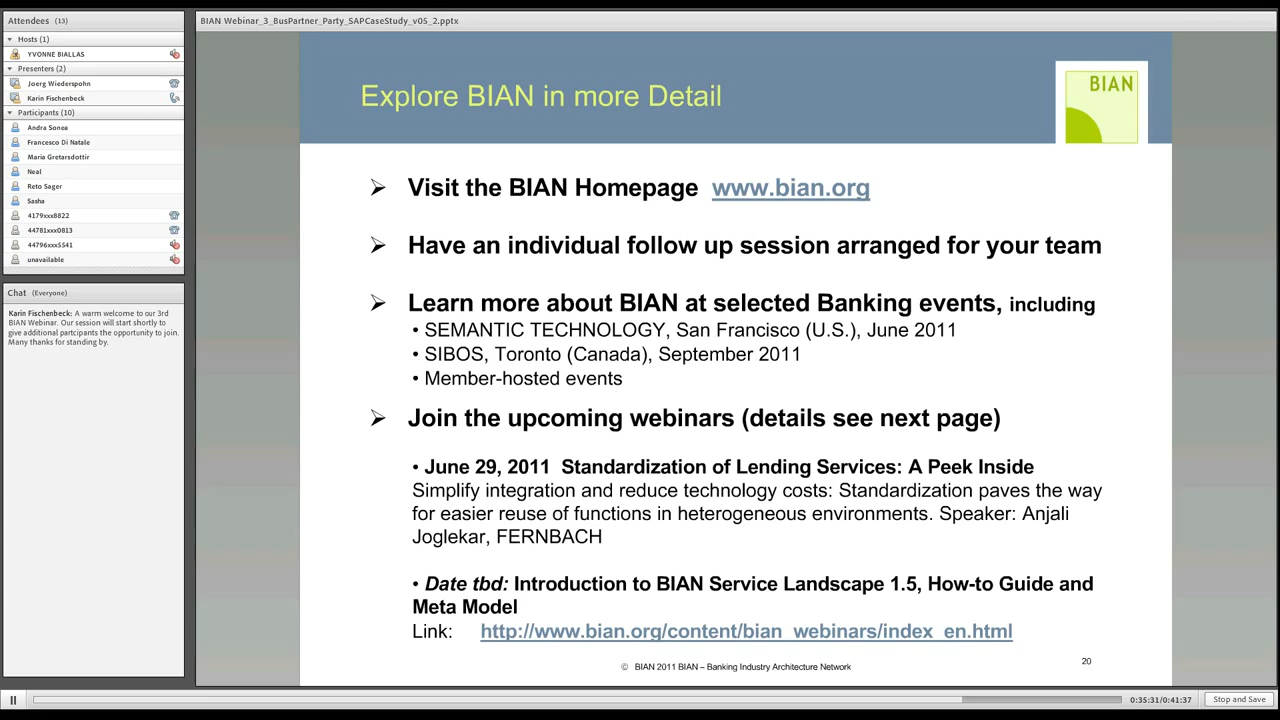 Attendees (13)
Hosts (1)
YVONNE BIALLAS
Presenters (2)
Joerg Wiederspohn
Karin Fischenbeck
Participants (10)
Andra Sonea
Francesco Di Natale
Maria Gretarsdottir
Neal
Reto Sager
Sasha
4179xxx8822
44781xxx0813
44796xxx5541
unavailable
Chat (Everyone)
Karin Fischenbeck: A warm welcome to our 3rd
BIAN Webinar. Our session will start shortly to
give additional partcipants the opportunity to join.
Many thanks for standing by.
BIAN Webinar_3_BusPartner_Party_SAPCaseStudy_v05_2.pptx
Explore BIAN in more Detail
BIAN
➢ Visit the BIAN Homepage www.bian.org
➢ Have an individual follow up session arranged for your team
➢ Learn more about BIAN at selected Banking events, including
• SEMANTIC TECHNOLOGY, San Francisco (U.S.), June 2011
• SIBOS, Toronto (Canada), September 2011
• Member-hosted events
➢ Join the upcoming webinars (details see next page)
• June 29, 2011 Standardization of Lending Services: A Peek Inside
Simplify integration and reduce technology costs: Standardization paves the way
for easier reuse of functions in heterogeneous environments. Speaker: Anjali
Joglekar, FERNBACH
• Date tbd: Introduction to BIAN Service Landscape 1.5, How-to Guide and
Meta Model
Link: http://www.bian.org/content/bian_webinars/index_en.html
© BIAN 2011 BIAN – Banking Industry Architecture Network
20
0:35:31/0:41:37
Stop and Save